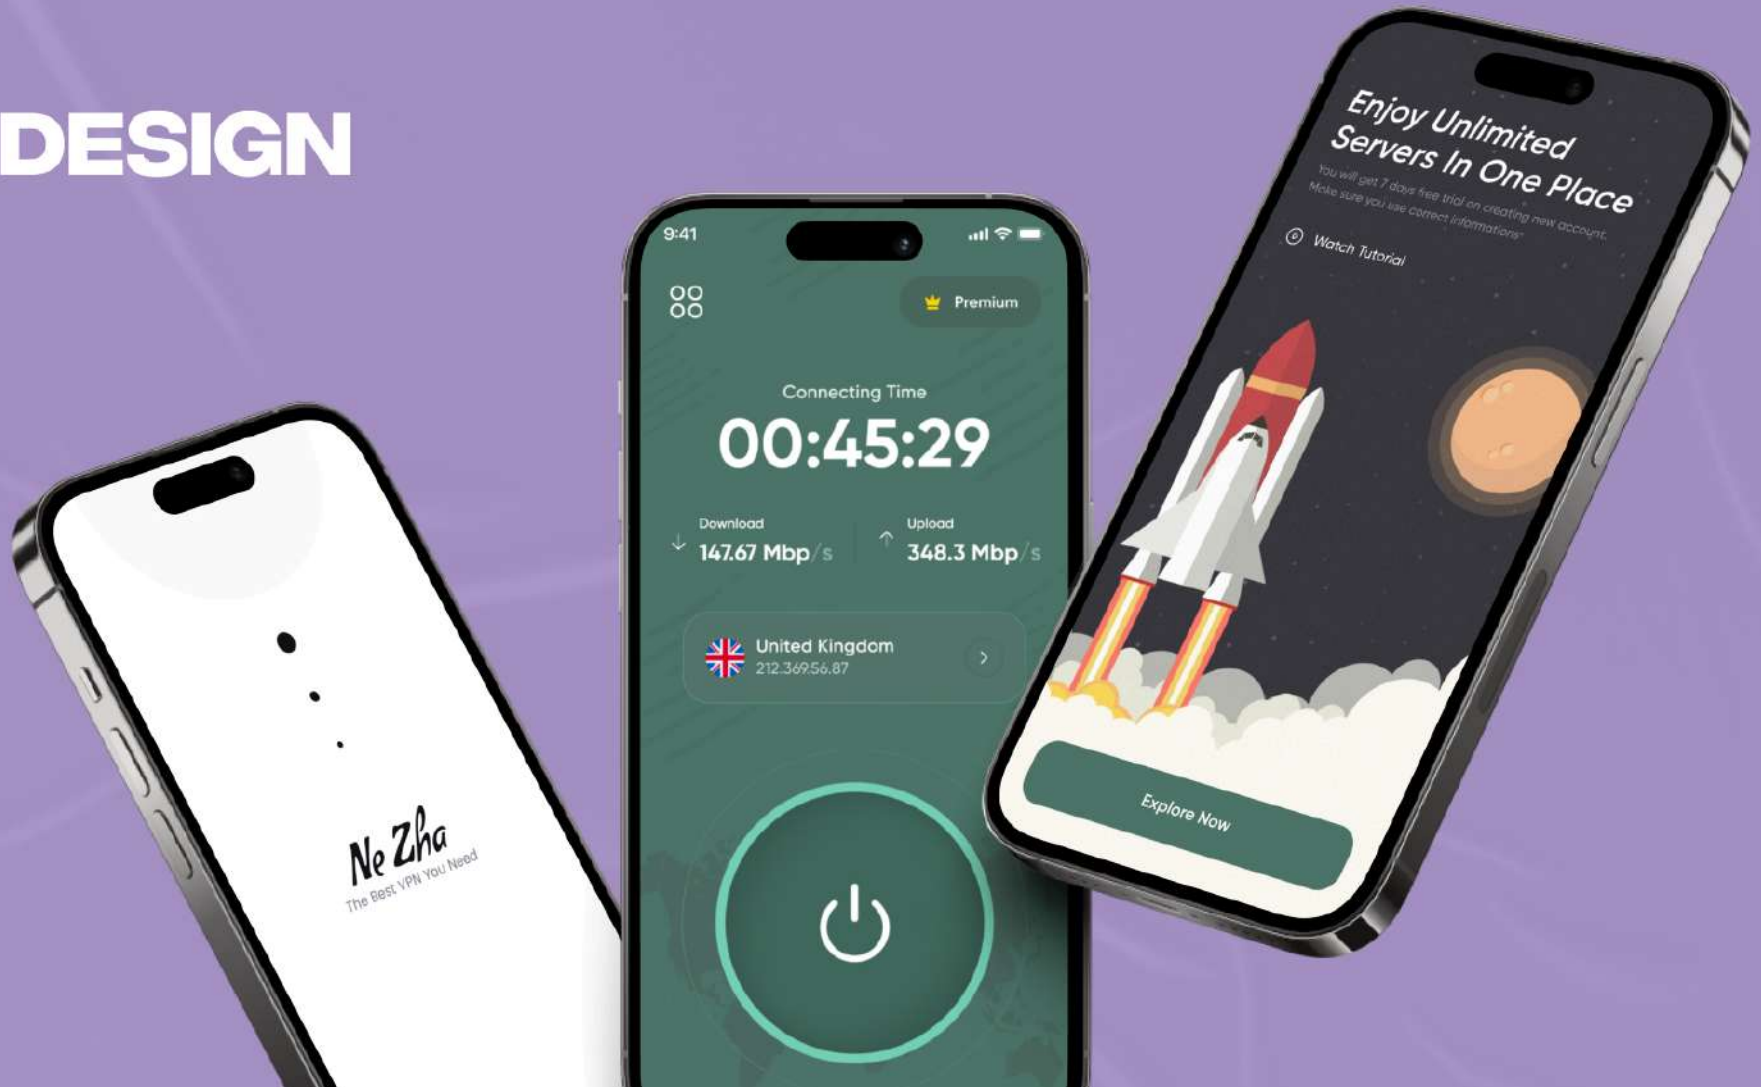 DESIGN
Enjoy Unlimited
Servers In One Place
You will get 7 days free trial on creating new account.
Make sure you use correct informations"
Watch Tutorial
Explore Now
9:41
Premium
Connecting Time
00:45:29
Download
147.67 Mbp/s
Upload
348.3 Mbp/s
United Kingdom
212.369.56.87
Ne Zha
The Best VPN You Need